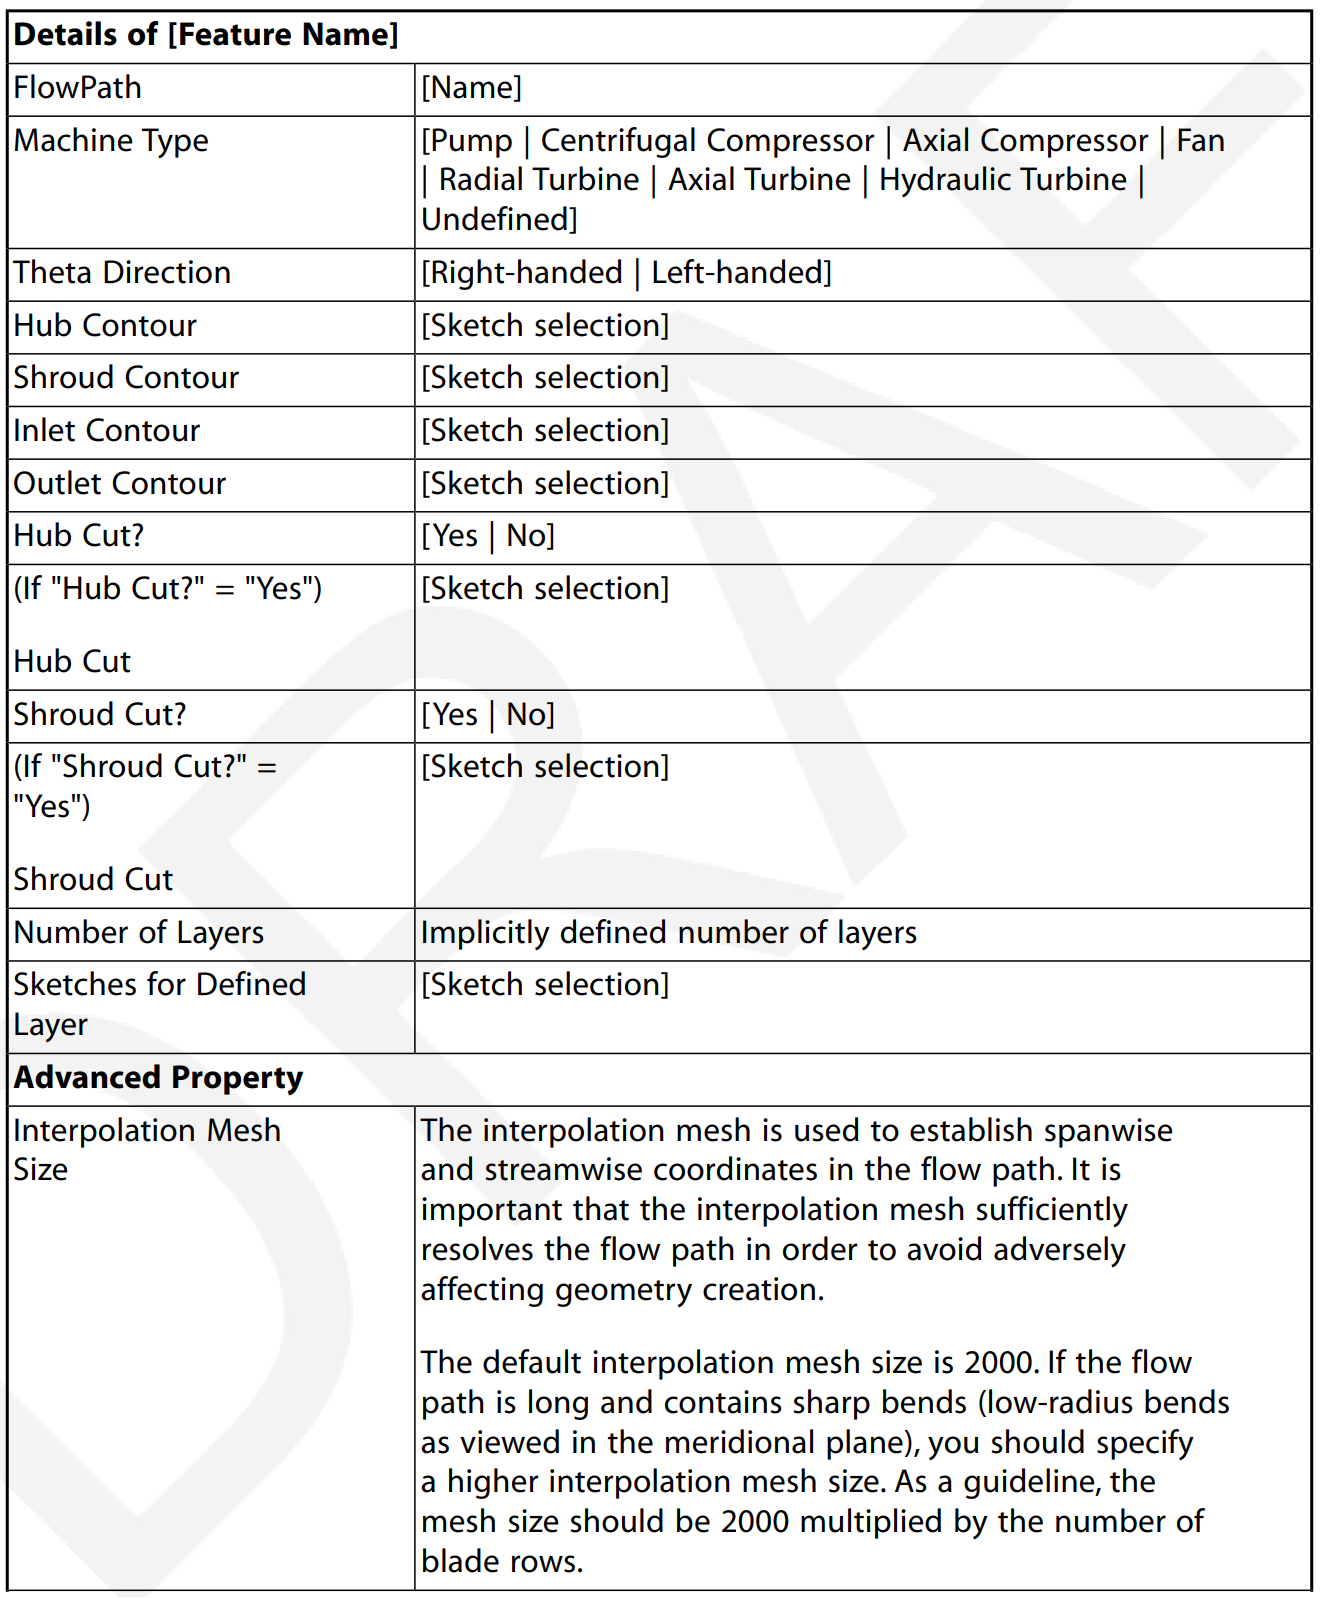 Details of [Feature Name]
FlowPath
[Name]
Machine Type
[Pump | Centrifugal Compressor | Axial Compressor | Fan
| Radial Turbine | Axial Turbine | Hydraulic Turbine |
Undefined]
Theta Direction
[Right-handed | Left-handed]
Hub Contour
[Sketch selection]
Shroud Contour
[Sketch selection]
Inlet Contour
[Sketch selection]
Outlet Contour
[Sketch selection]
Hub Cut?
[Yes | No]
(If "Hub Cut?" = "Yes")
Hub Cut
[Sketch selection]
Shroud Cut?
[Yes | No]
(If "Shroud Cut?" =
"Yes")
Shroud Cut
[Sketch selection]
Number of Layers
Implicitly defined number of layers
Sketches for Defined
Layer
[Sketch selection]
Advanced Property
Interpolation Mesh
Size
The interpolation mesh is used to establish spanwise
and streamwise coordinates in the flow path. It is
important that the interpolation mesh sufficiently
resolves the flow path in order to avoid adversely
affecting geometry creation.
The default interpolation mesh size is 2000. If the flow
path is long and contains sharp bends (low-radius bends
as viewed in the meridional plane), you should specify
a higher interpolation mesh size. As a guideline, the
mesh size should be 2000 multiplied by the number of
blade rows.
DRAF